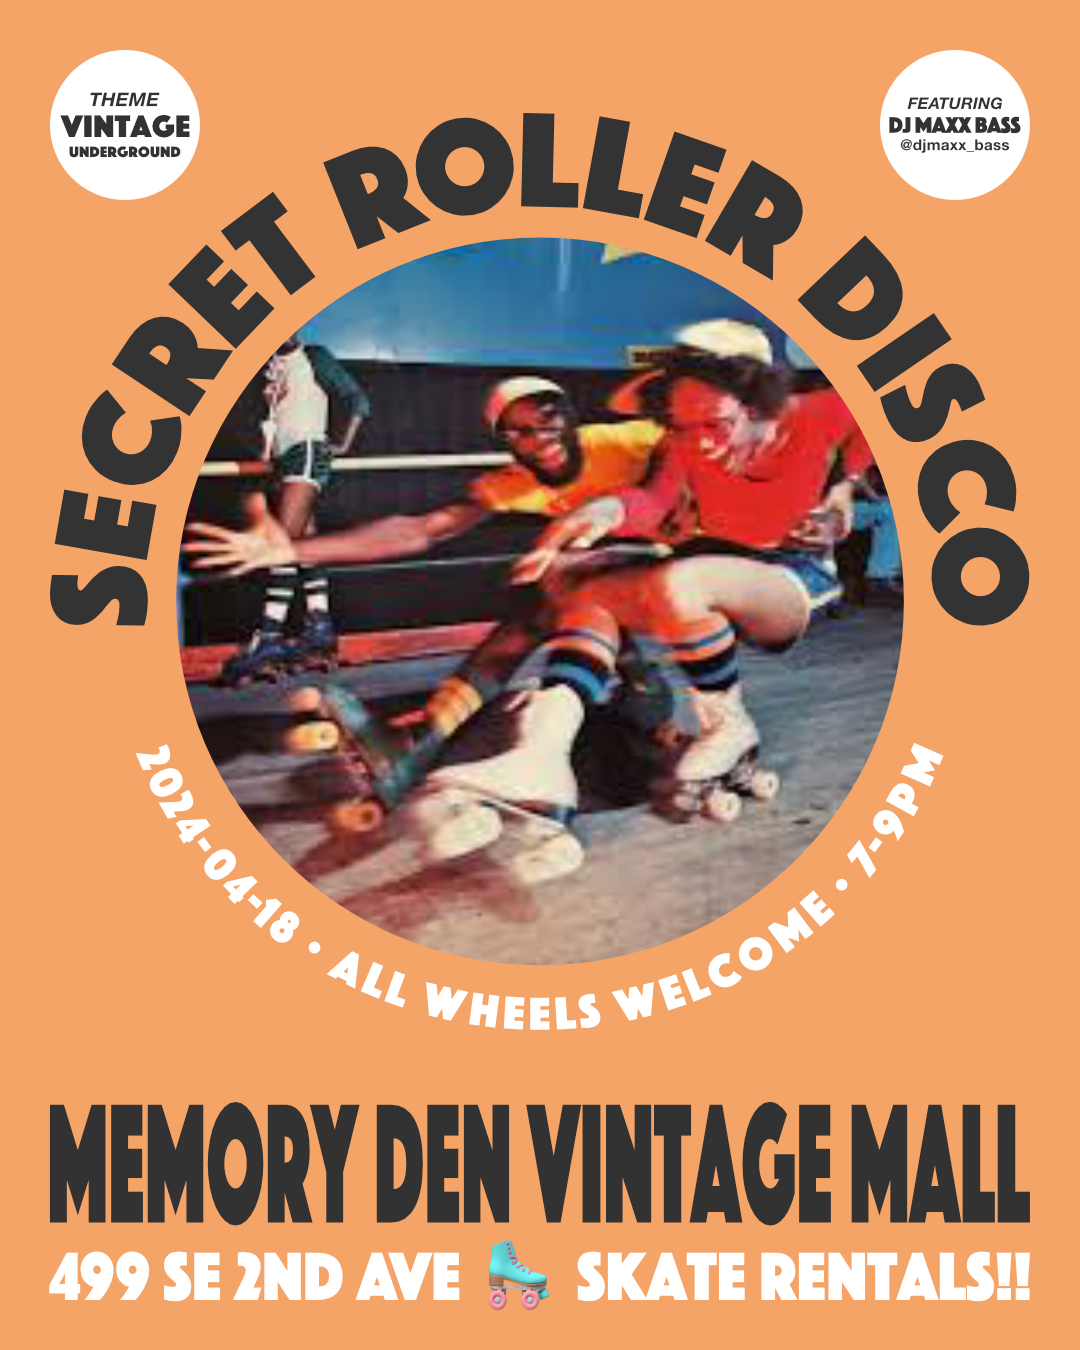 THEME
VINTAGE
UNDERGROUND
FEATURING
DJ MAXX BASS
@djmaxx_bass
SECRET ROLLER DISCO
2024-04-18 • ALL WHEELS WELCOME • 7-9PM
MEMORY DEN VINTAGE MALL
499 SE 2ND AVE 🛼 SKATE RENTALS!!